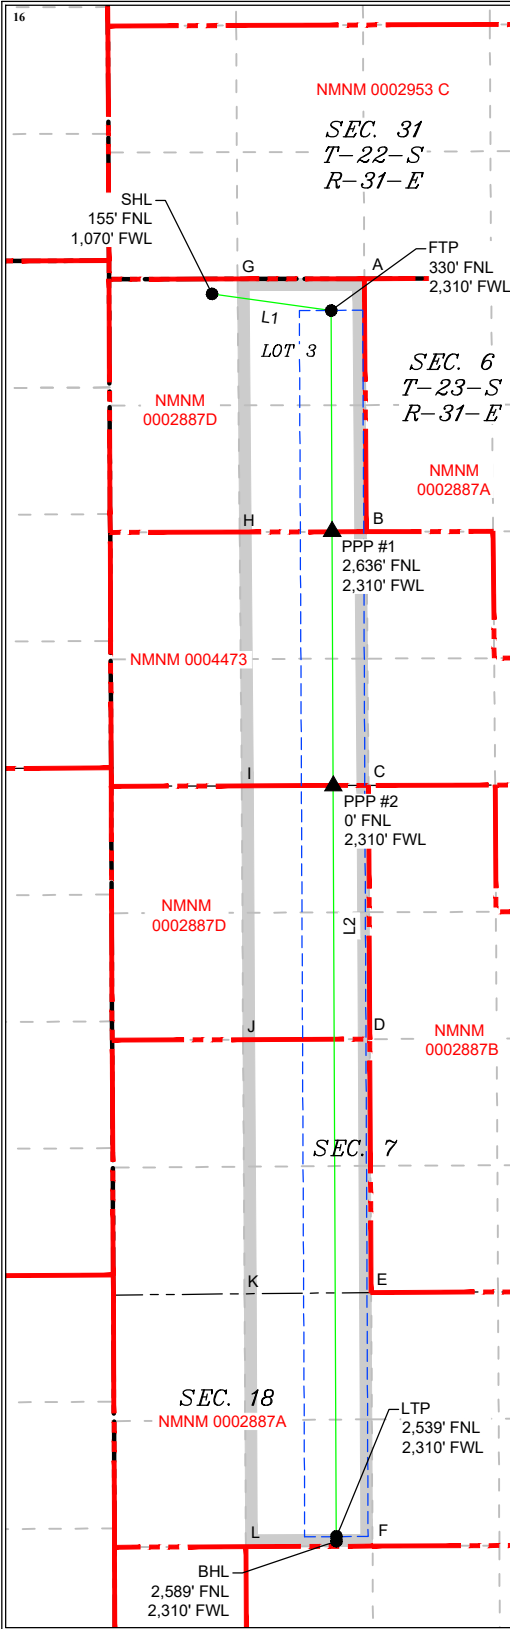 16
NMNM 0002953 C
SEC. 31
T-22-S
R-31-E
SHL
155' FNL
1,070' FWL
FTP
330' FNL
2,310' FWL
G
A
L1
LOT 3
SEC. 6
T-23-S
R-31-E
NMNM
0002887D
NMNM
0002887A
H
B
PPP #1
2,636' FNL
2,310' FWL
NMNM 0004473
I
C
PPP #2
0' FNL
2,310' FWL
NMNM
0002887D
L2
J
D
NMNM
0002887B
SEC. 7
K
E
SEC. 18
NMNM 0002887A
LTP
2,539' FNL
2,310' FWL
L
F
BHL
2,589' FNL
2,310' FWL